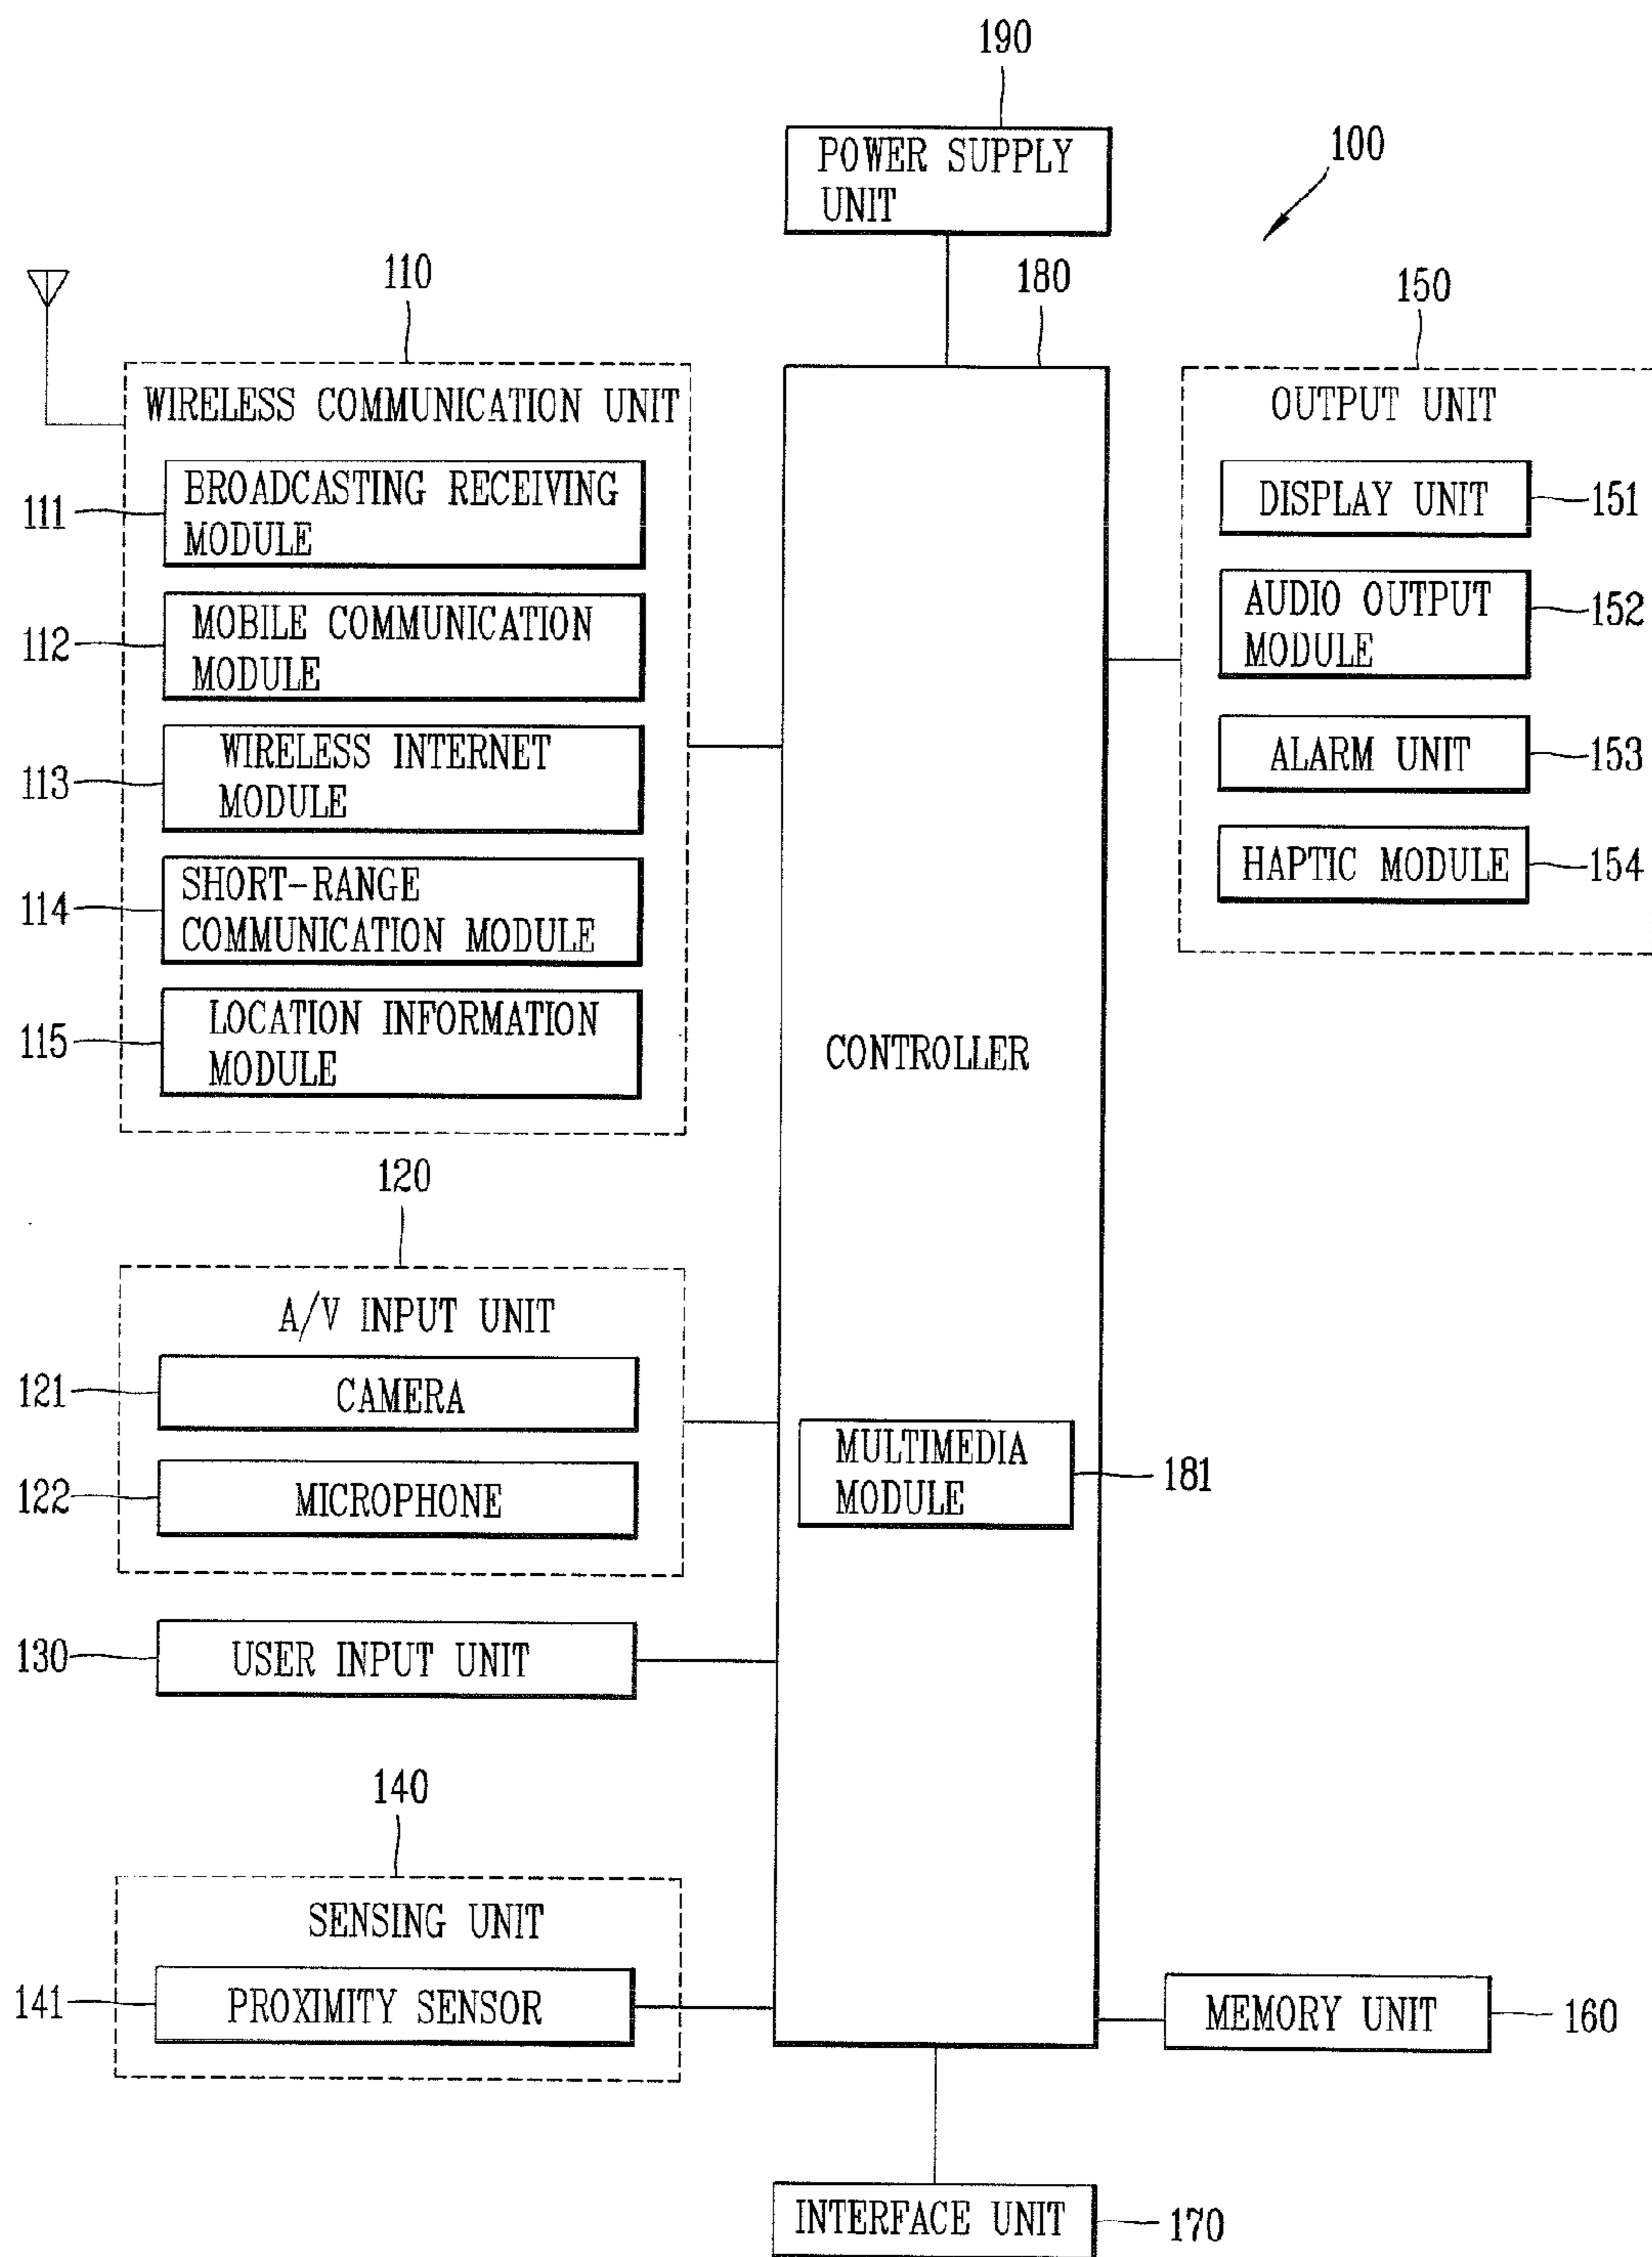 190
POWER SUPPLY
UNIT
100
110
180
150
WIRELESS COMMUNICATION UNIT
111
BROADCASTING RECEIVING
MODULE
112
MOBILE COMMUNICATION
MODULE
113
WIRELESS INTERNET
MODULE
114
SHORT-RANGE
COMMUNICATION MODULE
115
LOCATION INFORMATION
MODULE
OUTPUT UNIT
DISPLAY UNIT
151
AUDIO OUTPUT
MODULE
152
ALARM UNIT
153
HAPTIC MODULE
154
CONTROLLER
120
A/V INPUT UNIT
121
CAMERA
122
MICROPHONE
MULTIMEDIA
MODULE
181
130
USER INPUT UNIT
140
SENSING UNIT
141
PROXIMITY SENSOR
MEMORY UNIT
160
INTERFACE UNIT
170